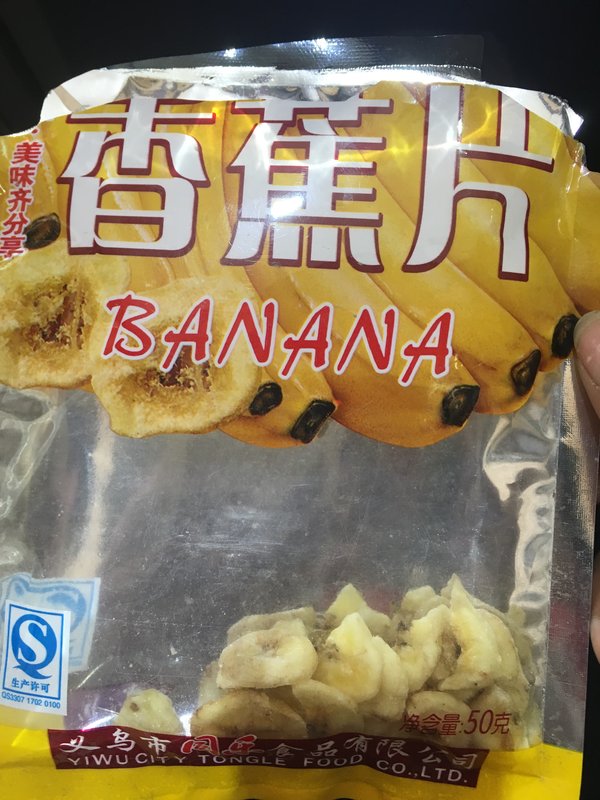 美味齐分享
香蕉片
BANANA
S
生产许可
QS3307 1702 0100
净含量:50克
义乌市同乐食品有限公司
YIWU CITY TONGLE FOOD CO.,LTD.